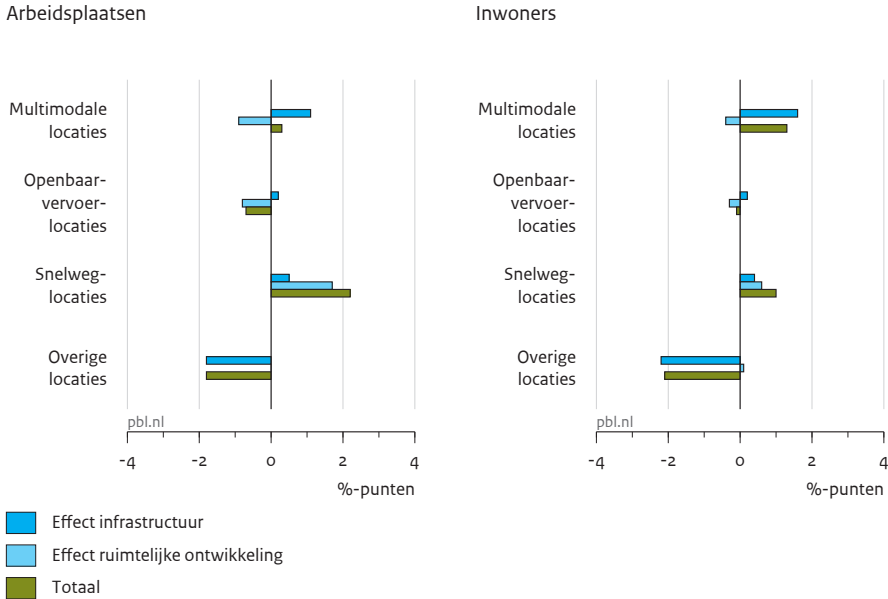 Arbeidsplaatsen
Multimodale
locaties
Openbaar-
vervoer-
locaties
Snelweg-
locaties
Overige
locaties
pbl.nl
-4 -2 0 2 4
%-punten
Inwoners
Multimodale
locaties
Openbaar-
vervoer-
locaties
Snelweg-
locaties
Overige
locaties
pbl.nl
-4 -2 0 2 4
%-punten
Effect infrastructuur
Effect ruimtelijke ontwikkeling
Totaal